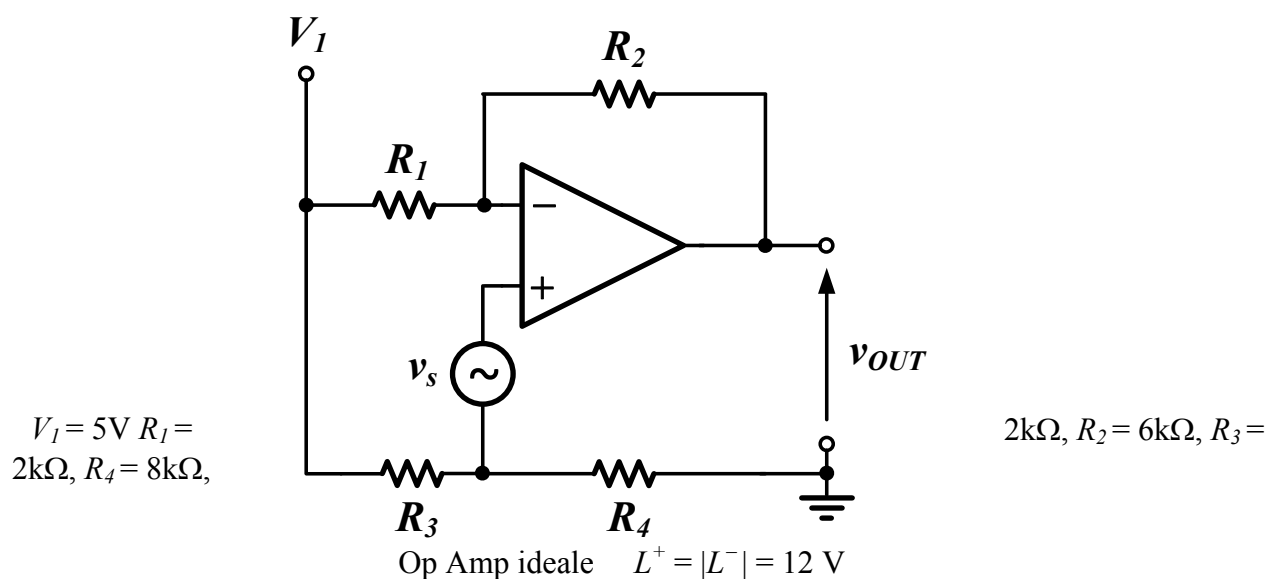 V₁
R₂
R₁
−
+
vₛ
v_OUT
V₁ = 5V R₁ =
2kΩ, R₂ = 6kΩ, R₃ =
2kΩ, R₄ = 8kΩ,
R₃
R₄
Op Amp ideale L⁺ = |L⁻| = 12 V